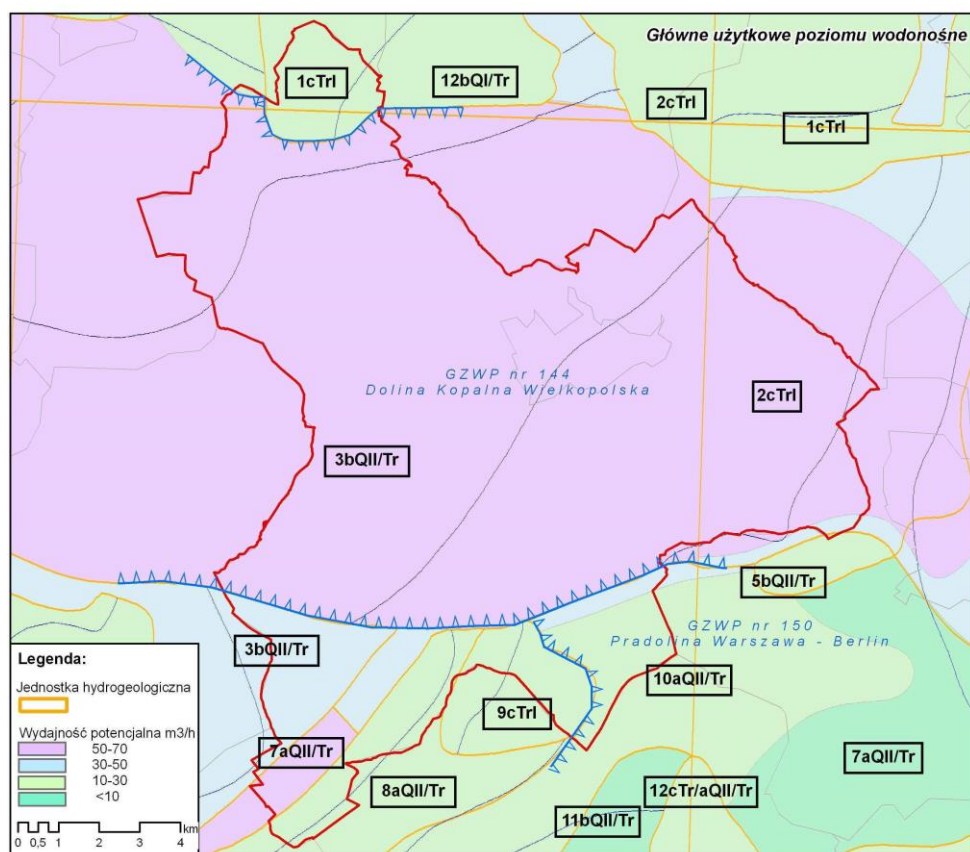 Główne użytkowe poziomu wodonośne
1cTrI
12bQI/Tr
2cTrI
1cTrI
GZWP nr 144
Dolina Kopalna Wielkopolska
2cTrI
3bQII/Tr
5bQII/Tr
GZWP nr 150
Pradolina Warszawa - Berlin
3bQII/Tr
10aQII/Tr
9cTrI
7aQII/Tr
7aQII/Tr
8aQII/Tr
12cTr/aQII/Tr
11bQII/Tr
Legenda:
Jednostka hydrogeologiczna
Wydajność potencjalna m3/h
50-70
30-50
10-30
<10
km
0 0,5 1 2 3 4